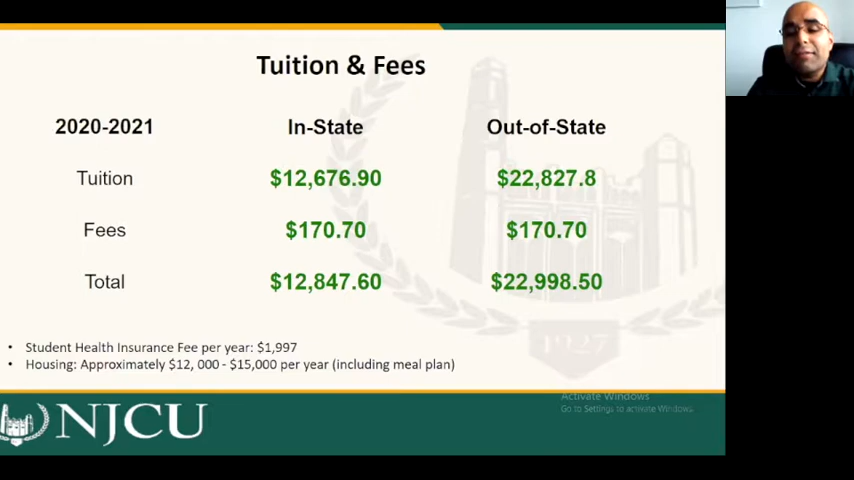 Tuition & Fees
2020-2021 In-State Out-of-State
Tuition $12,676.90 $22,827.8
Fees $170.70 $170.70
Total $12,847.60 $22,998.50
1927
• Student Health Insurance Fee per year: $1,997
• Housing: Approximately $12, 000 - $15,000 per year (including meal plan)
Activate Windows
Go to Settings to activate Windows.
NJCU